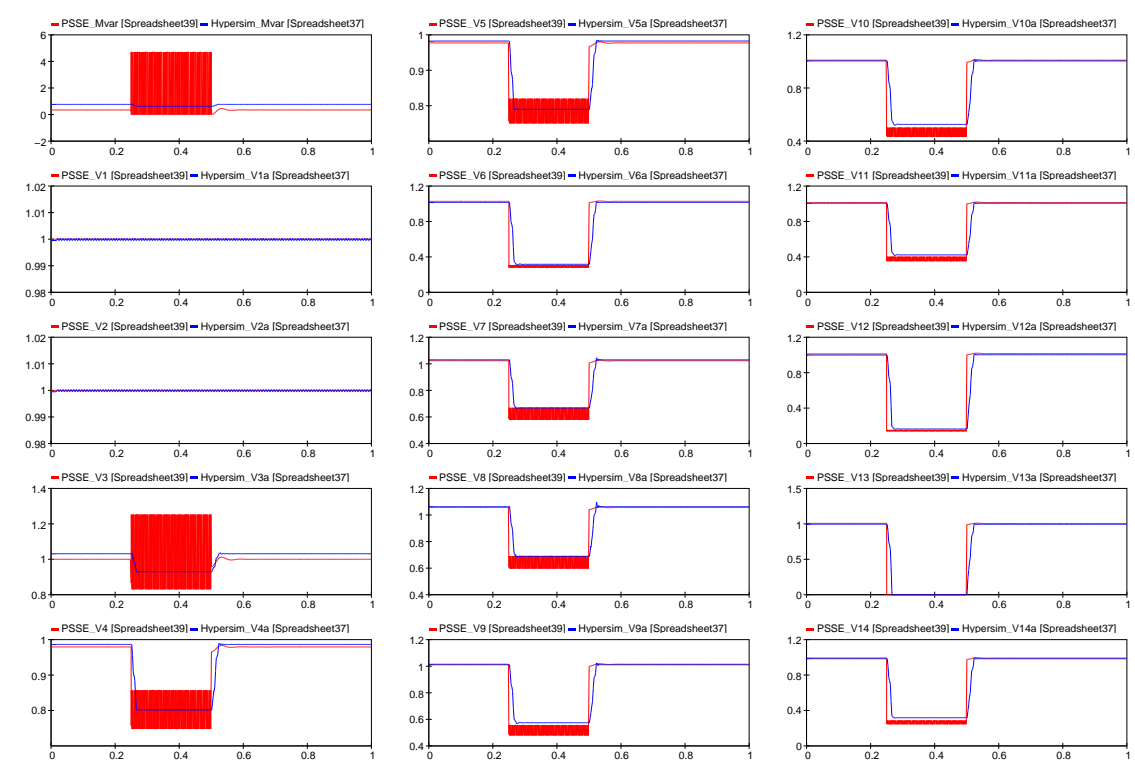 PSSE_Mvar [Spreadsheet39] Hypersim_Mvar [Spreadsheet37]
6
4
2
0
−2
0 0.2 0.4 0.6 0.8 1
PSSE_V5 [Spreadsheet39] Hypersim_V5a [Spreadsheet37]
1
0.9
0.8
0 0.2 0.4 0.6 0.8 1
PSSE_V10 [Spreadsheet39] Hypersim_V10a [Spreadsheet37]
1.2
0.8
0.4
0 0.2 0.4 0.6 0.8 1
PSSE_V1 [Spreadsheet39] Hypersim_V1a [Spreadsheet37]
1.02
1.01
1
0.99
0.98
0 0.2 0.4 0.6 0.8 1
PSSE_V6 [Spreadsheet39] Hypersim_V6a [Spreadsheet37]
1.2
0.8
0.4
0
0 0.2 0.4 0.6 0.8 1
PSSE_V11 [Spreadsheet39] Hypersim_V11a [Spreadsheet37]
1.2
0.8
0.4
0
0 0.2 0.4 0.6 0.8 1
PSSE_V2 [Spreadsheet39] Hypersim_V2a [Spreadsheet37]
1.02
1.01
1
0.99
0.98
0 0.2 0.4 0.6 0.8 1
PSSE_V7 [Spreadsheet39] Hypersim_V7a [Spreadsheet37]
1.2
1
0.8
0.6
0.4
0 0.2 0.4 0.6 0.8 1
PSSE_V12 [Spreadsheet39] Hypersim_V12a [Spreadsheet37]
1.2
0.8
0.4
0
0 0.2 0.4 0.6 0.8 1
PSSE_V3 [Spreadsheet39] Hypersim_V3a [Spreadsheet37]
1.4
1.2
1
0.8
0 0.2 0.4 0.6 0.8 1
PSSE_V8 [Spreadsheet39] Hypersim_V8a [Spreadsheet37]
1.2
1
0.8
0.6
0.4
0 0.2 0.4 0.6 0.8 1
PSSE_V13 [Spreadsheet39] Hypersim_V13a [Spreadsheet37]
1.5
1
0.5
0
0 0.2 0.4 0.6 0.8 1
PSSE_V4 [Spreadsheet39] Hypersim_V4a [Spreadsheet37]
1
0.9
0.8
0 0.2 0.4 0.6 0.8 1
PSSE_V9 [Spreadsheet39] Hypersim_V9a [Spreadsheet37]
1.2
1
0.8
0.6
0.4
0 0.2 0.4 0.6 0.8 1
PSSE_V14 [Spreadsheet39] Hypersim_V14a [Spreadsheet37]
1.2
0.8
0.4
0
0 0.2 0.4 0.6 0.8 1